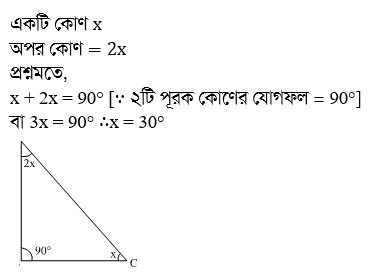 একটি কোণ x
অপর কোণ = 2x
প্রশ্নমতে,
x + 2x = 90° [∵ ২টি পূরক কোণের যোগফল = 90°]
বা 3x = 90° ∴x = 30°
2x
90°
x
C